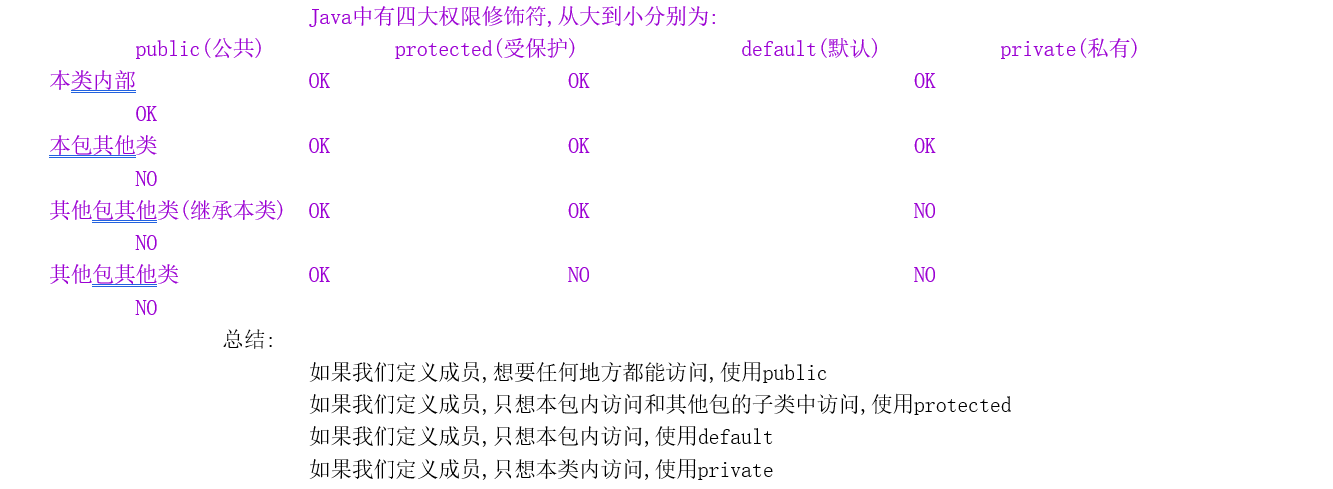 Java中有四大权限修饰符,从大到小分别为:
public(公共) protected(受保护) default(默认) private(私有)
本类内部 OK OK OK
OK
本包其他类 OK OK OK
NO
其他包其他类(继承本类) OK OK NO
NO
其他包其他类 OK NO NO
NO
总结:
如果我们定义成员,想要任何地方都能访问,使用public
如果我们定义成员,只想本包内访问和其他包的子类中访问,使用protected
如果我们定义成员,只想本包内访问,使用default
如果我们定义成员,只想本类内访问,使用private